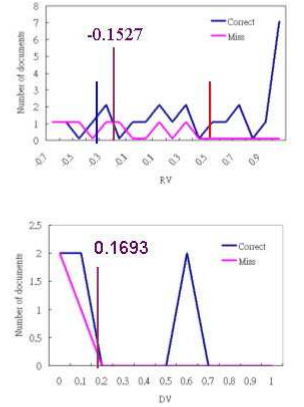 8
-0.1527
Correct
Miss
7
6
5
4
3
2
1
0
Number of documents
-0.7 -0.5 -0.3 -0.1 0.1 0.3 0.5 0.7 0.9
RV
2.5
0.1693
Correct
Miss
2
1.5
1
0.5
0
Number of documents
0 0.1 0.2 0.3 0.4 0.5 0.6 0.7 0.8 0.9 1
DV